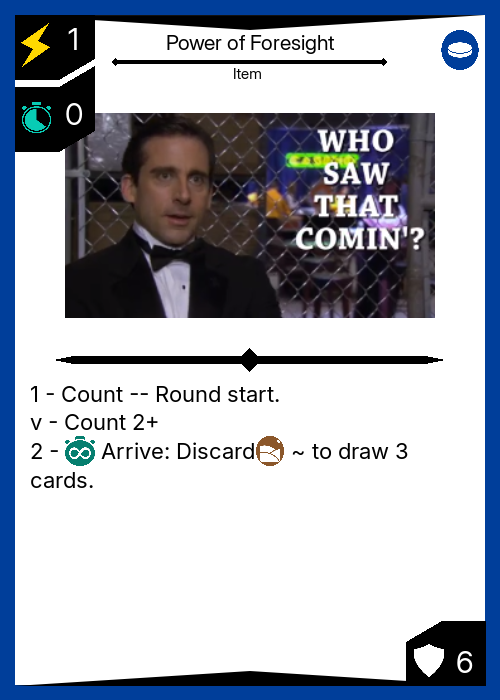 1
Power of Foresight
Item
0
CASINO
WHO
SAW
THAT
COMIN'?
1 - Count -- Round start.
v - Count 2+
2 - Arrive: Discard ~ to draw 3
cards.
6